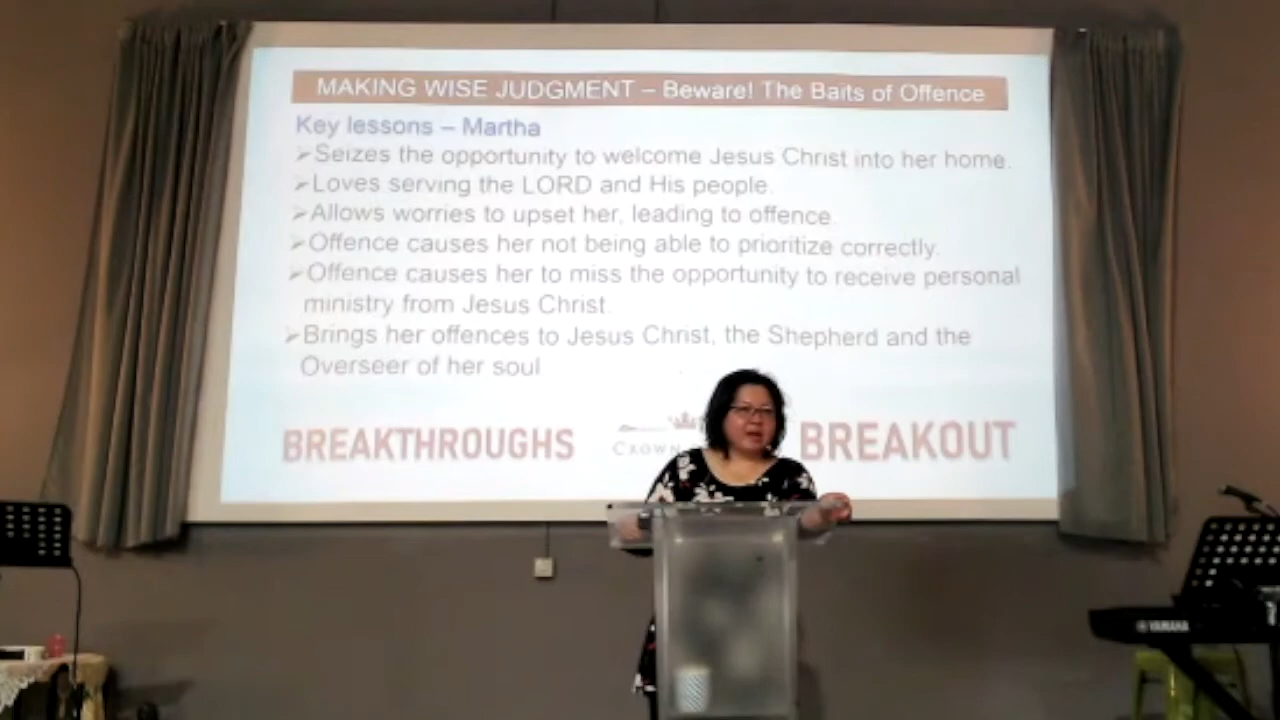 MAKING WISE JUDGMENT – Beware! The Baits of Offence
Key lessons – Martha
➢Seizes the opportunity to welcome Jesus Christ into her home.
➢Loves serving the LORD and His people.
➢Allows worries to upset her, leading to offence.
➢Offence causes her not being able to prioritize correctly.
➢Offence causes her to miss the opportunity to receive personal
ministry from Jesus Christ.
➢Brings her offences to Jesus Christ, the Shepherd and the
Overseer of her soul
BREAKTHROUGHS
CROWN
BREAKOUT
YAMAHA